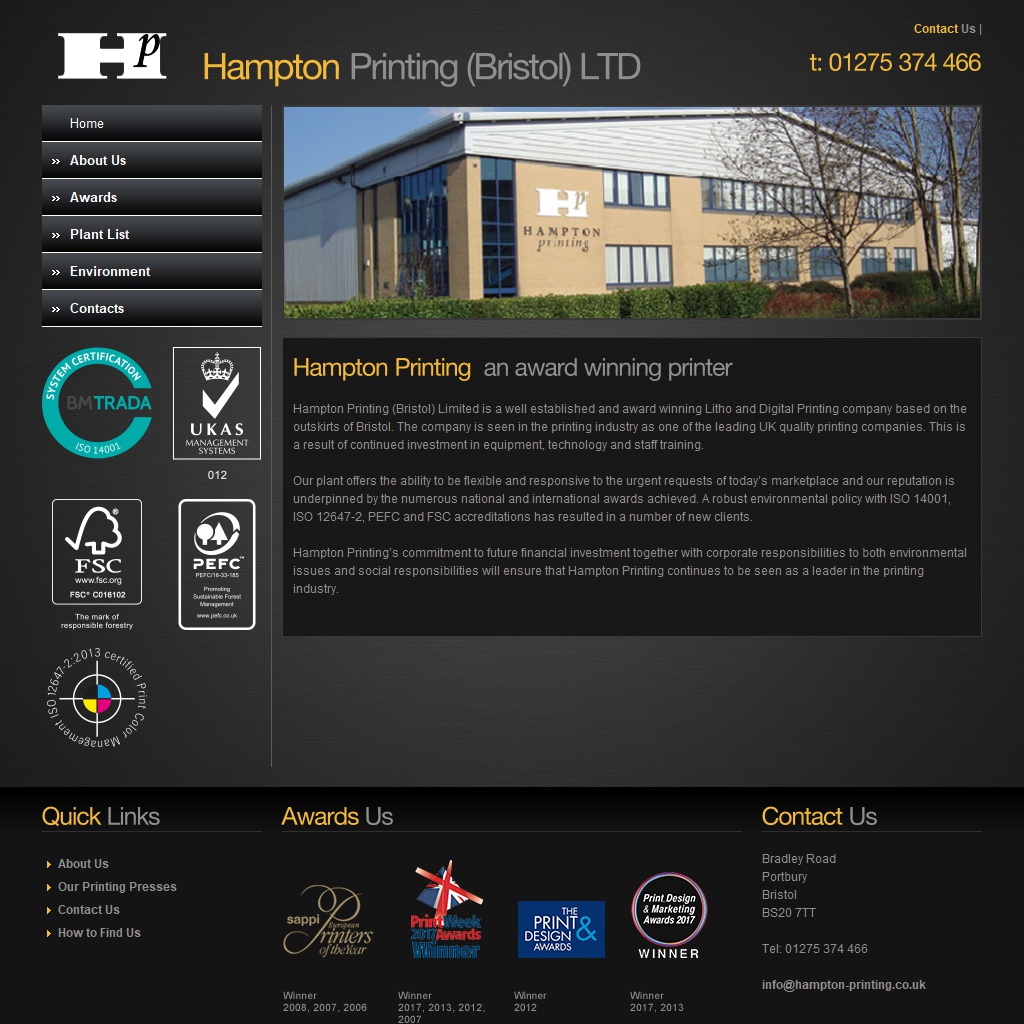 Hp
Hampton Printing (Bristol) LTD
Contact Us |
t: 01275 374 466
Home
» About Us
» Awards
» Plant List
» Environment
» Contacts
Hp
HAMPTON
printing
SYSTEM CERTIFICATION
BMTRADA
ISO 14001
UKAS
MANAGEMENT
SYSTEMS
012
FSC
www.fsc.org
FSC® C016102
The mark of
responsible forestry
PEFC™
PEFC/16-33-185
Promoting
Sustainable Forest
Management
www.pefc.co.uk
ISO 12647-2:2013 certified Print Color Management
Hampton Printing an award winning printer
Hampton Printing (Bristol) Limited is a well established and award winning Litho and Digital Printing company based on the
outskirts of Bristol. The company is seen in the printing industry as one of the leading UK quality printing companies. This is
a result of continued investment in equipment, technology and staff training.
Our plant offers the ability to be flexible and responsive to the urgent requests of today's marketplace and our reputation is
underpinned by the numerous national and international awards achieved. A robust environmental policy with ISO 14001,
ISO 12647-2, PEFC and FSC accreditations has resulted in a number of new clients.
Hampton Printing's commitment to future financial investment together with corporate responsibilities to both environmental
issues and social responsibilities will ensure that Hampton Printing continues to be seen as a leader in the printing
industry.
Quick Links
About Us
Our Printing Presses
Contact Us
How to Find Us
Awards Us
sappi
European
Printers
of the Year
Winner
2008, 2007, 2006
PrintWeek
2017 Awards
Winner
Winner
2017, 2013, 2012,
2007
THE
PRINT
DESIGN &
AWARDS
Winner
2012
Print Design
& Marketing
Awards 2017
WINNER
Winner
2017, 2013
Contact Us
Bradley Road
Portbury
Bristol
BS20 7TT
Tel: 01275 374 466
info@hampton-printing.co.uk